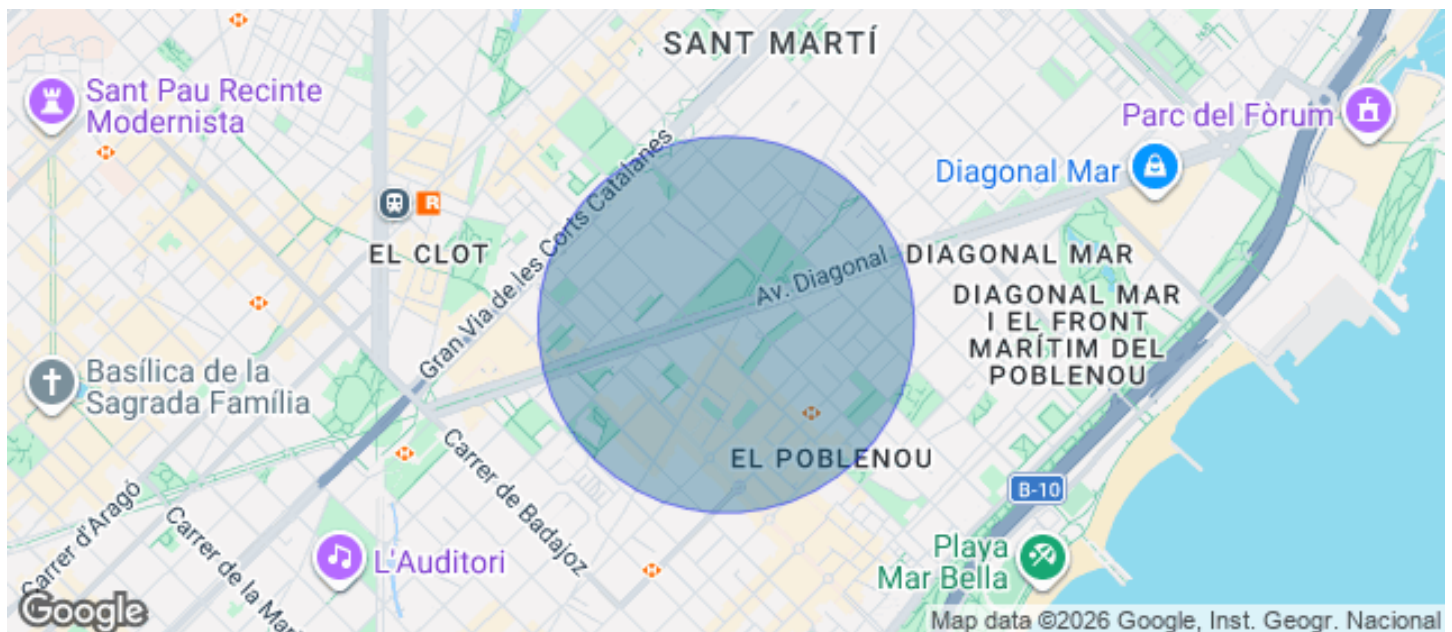 SANT MARTÍ
Sant Pau Recinte
Modernista
Parc del Fòrum
Diagonal Mar
R
EL CLOT
Gran Via de les Corts Catalanes
Av. Diagonal
DIAGONAL MAR
DIAGONAL MAR
I EL FRONT
MARÍTIM DEL
POBLENOU
Basílica de la
Sagrada Família
EL POBLENOU
B-10
Carrer de Badajoz
Carrer d'Aragó
Carrer de la Mari
L'Auditori
Playa
Mar Bella
Google
Map data ©2026 Google, Inst. Geogr. Nacional